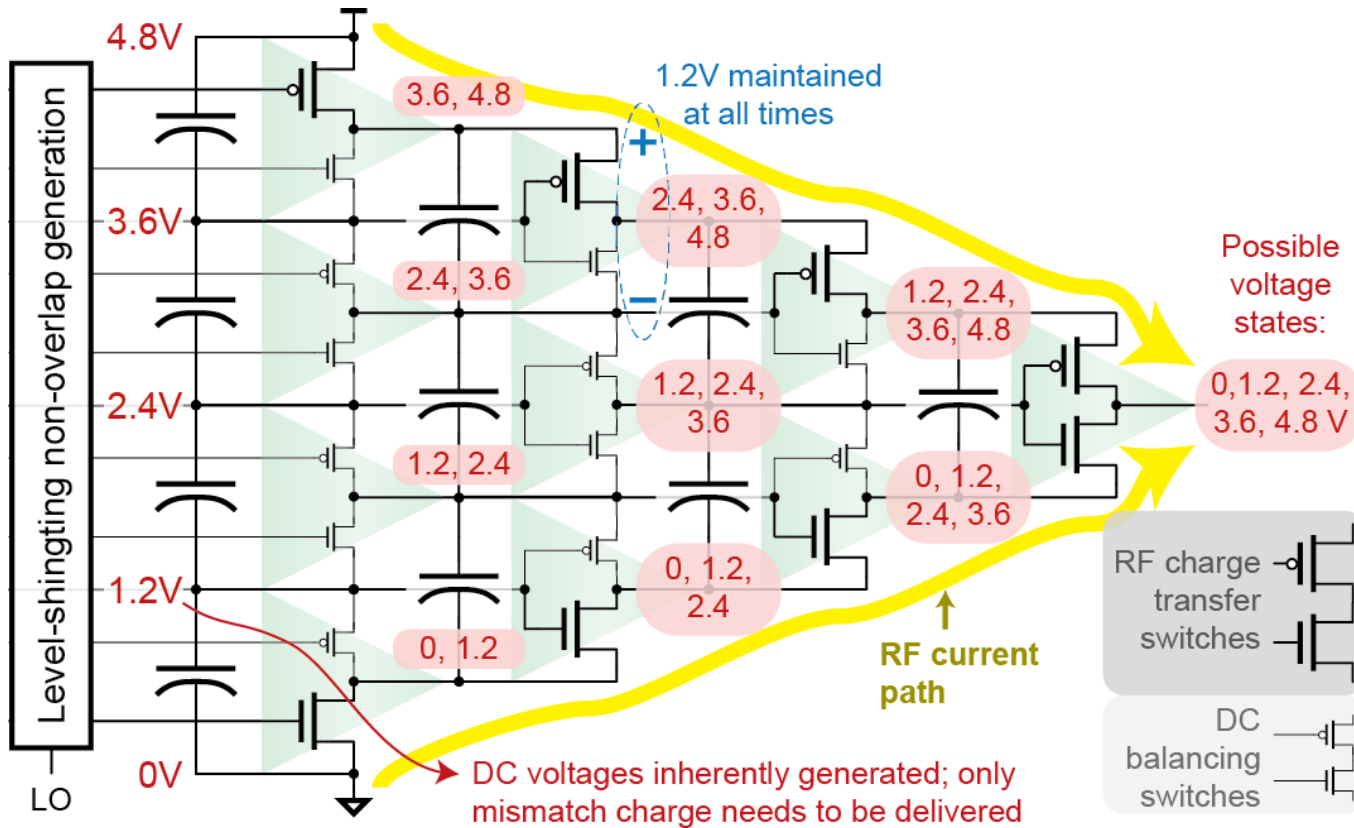 4.8V
Level-shingting non-overlap generation
3.6, 4.8
1.2V maintained
at all times
+
2.4, 3.6,
4.8
3.6V
−
Possible
voltage
states:
2.4, 3.6
1.2, 2.4,
3.6, 4.8
0,1.2, 2.4,
3.6, 4.8 V
2.4V
1.2, 2.4,
3.6
1.2, 2.4
0, 1.2,
2.4, 3.6
1.2V
0, 1.2,
2.4
RF charge
transfer
switches
0, 1.2
RF current
path
DC
balancing
switches
0V
LO
DC voltages inherently generated; only
mismatch charge needs to be delivered